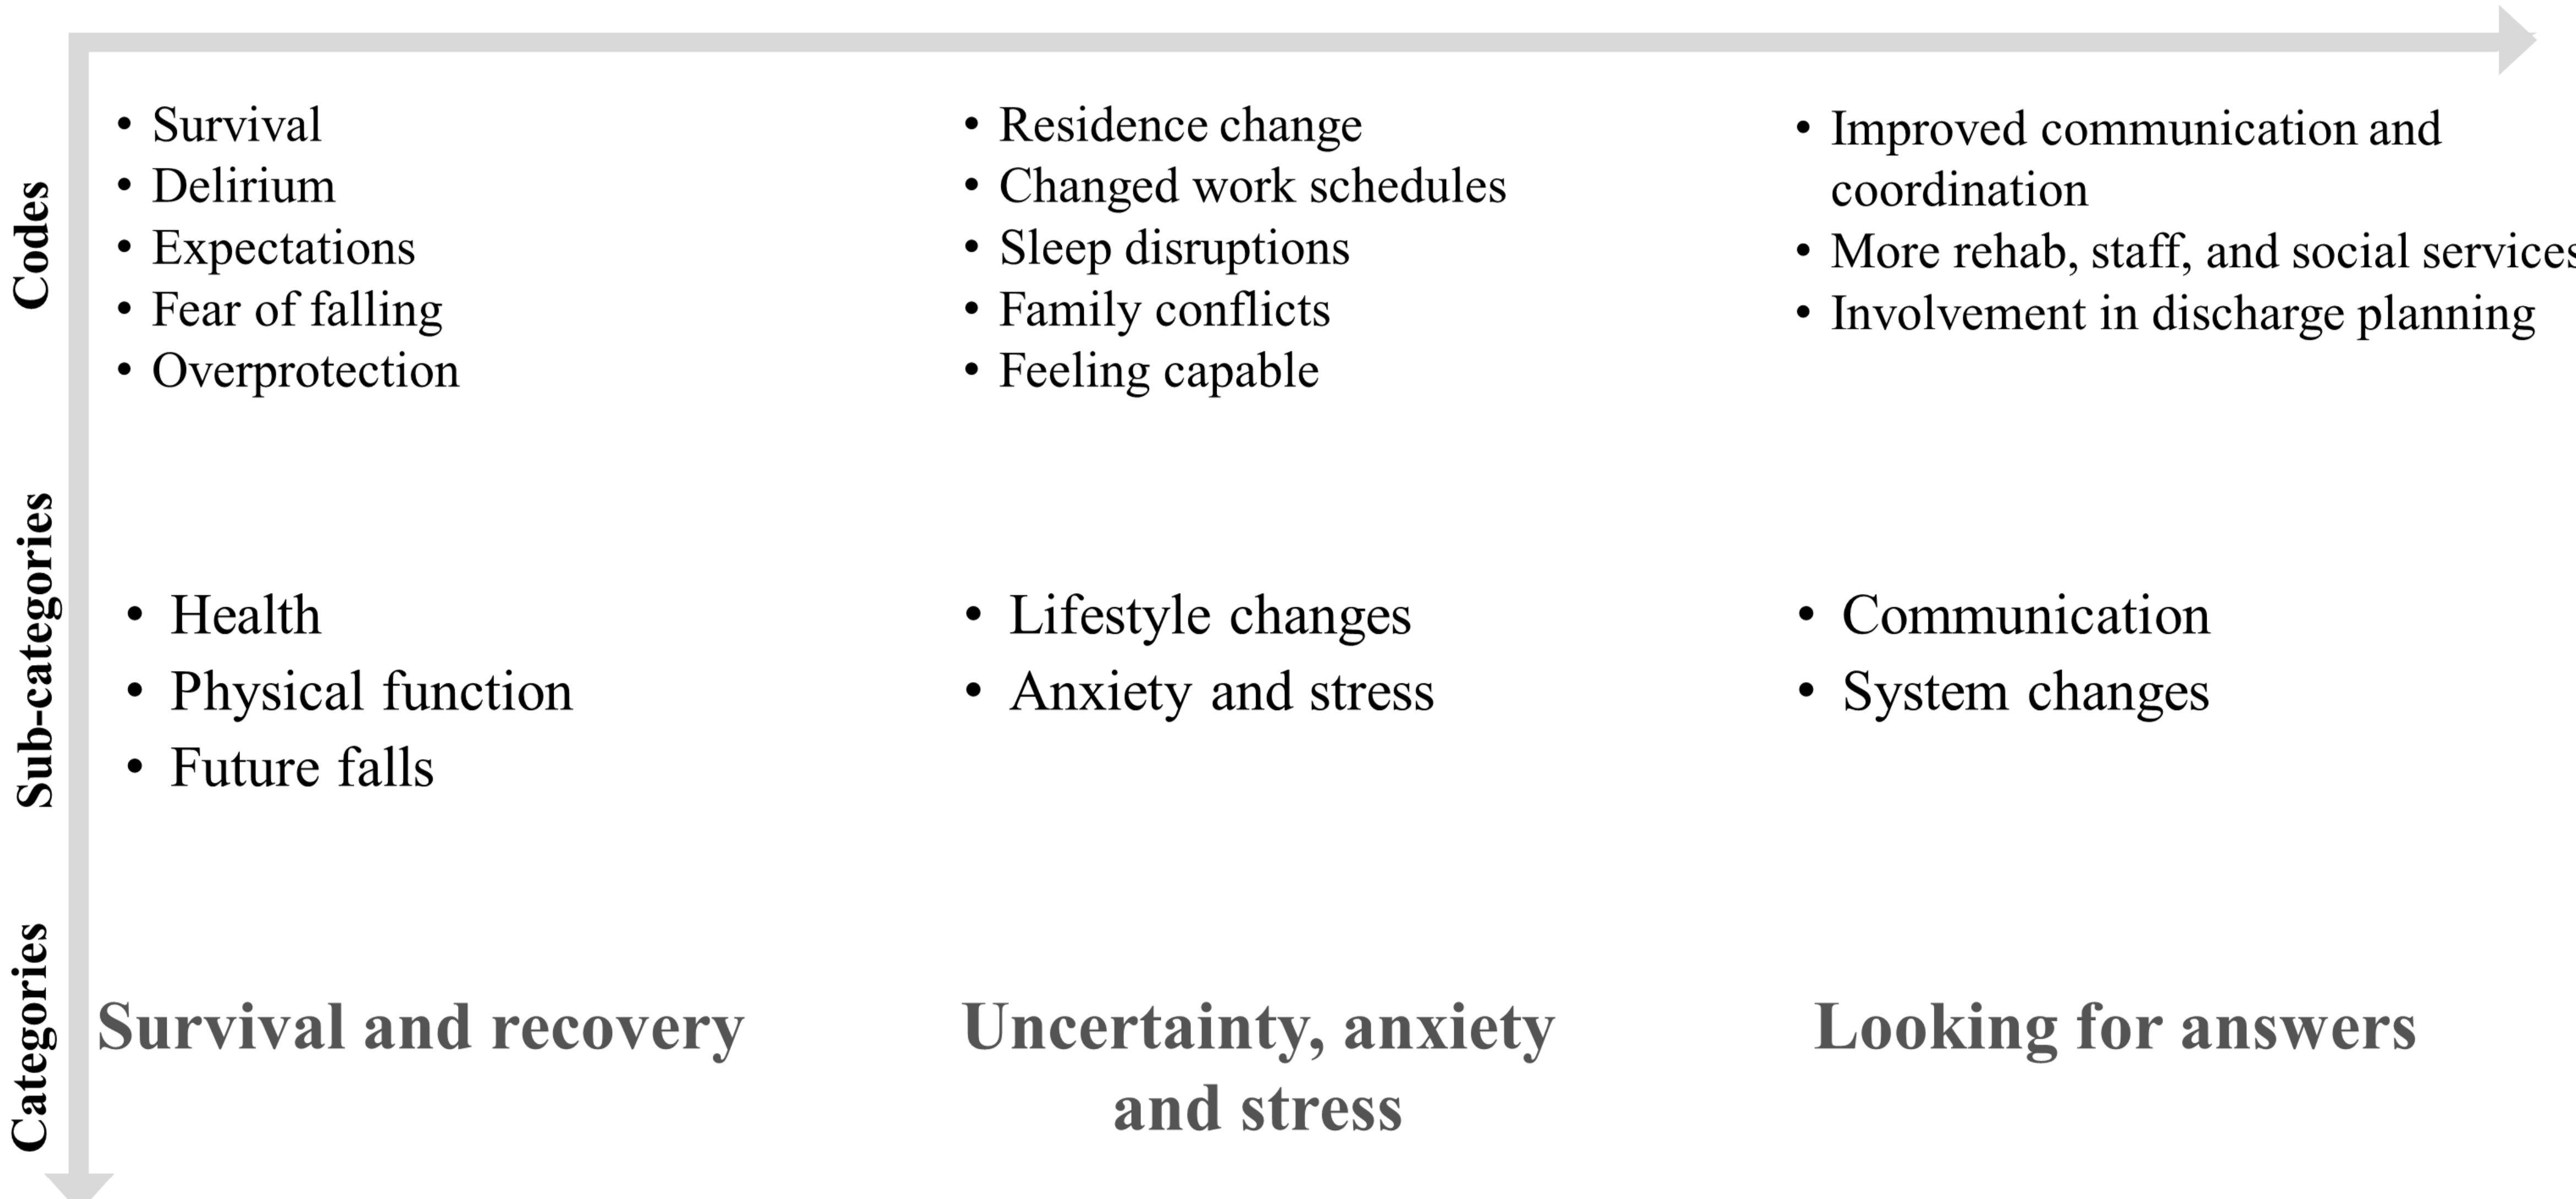 Codes
• Survival
• Delirium
• Expectations
• Fear of falling
• Overprotection
• Residence change
• Changed work schedules
• Sleep disruptions
• Family conflicts
• Feeling capable
• Improved communication and
coordination
• More rehab, staff, and social services
• Involvement in discharge planning
Sub-categories
• Health
• Physical function
• Future falls
• Lifestyle changes
• Anxiety and stress
• Communication
• System changes
Categories
Survival and recovery
Uncertainty, anxiety
and stress
Looking for answers